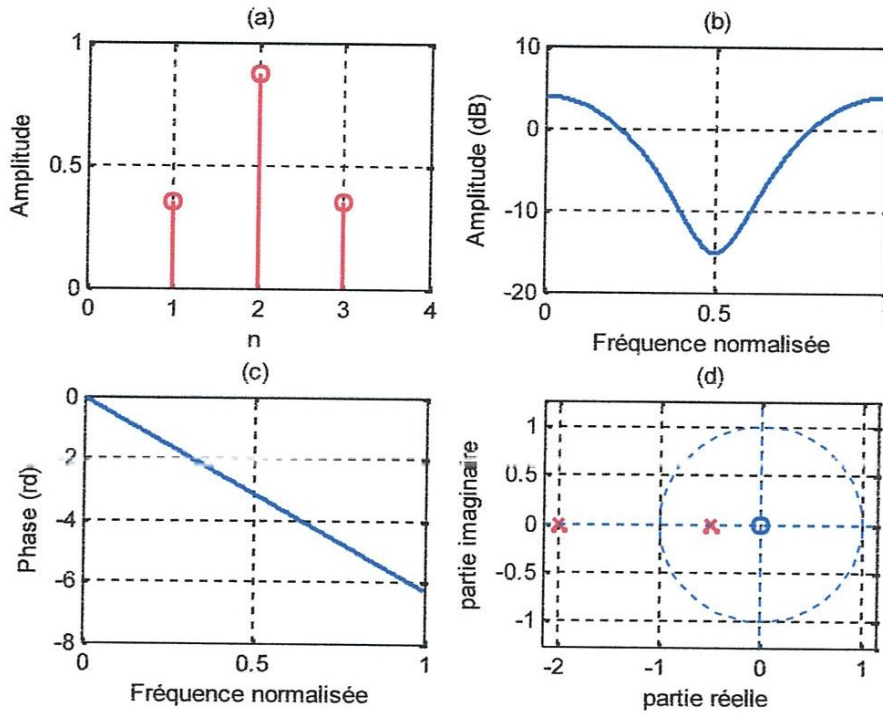 (a)
Amplitude
1
0.5
0
0 1 2 3 4
n
(b)
Amplitude (dB)
10
0
-10
-20
0 0.5
Fréquence normalisée
(c)
Phase (rd)
0
-2
-4
-6
-8
0 0.5 1
Fréquence normalisée
(d)
partie imaginaire
1
0.5
0
-0.5
-1
-2 -1 0 1
partie réelle